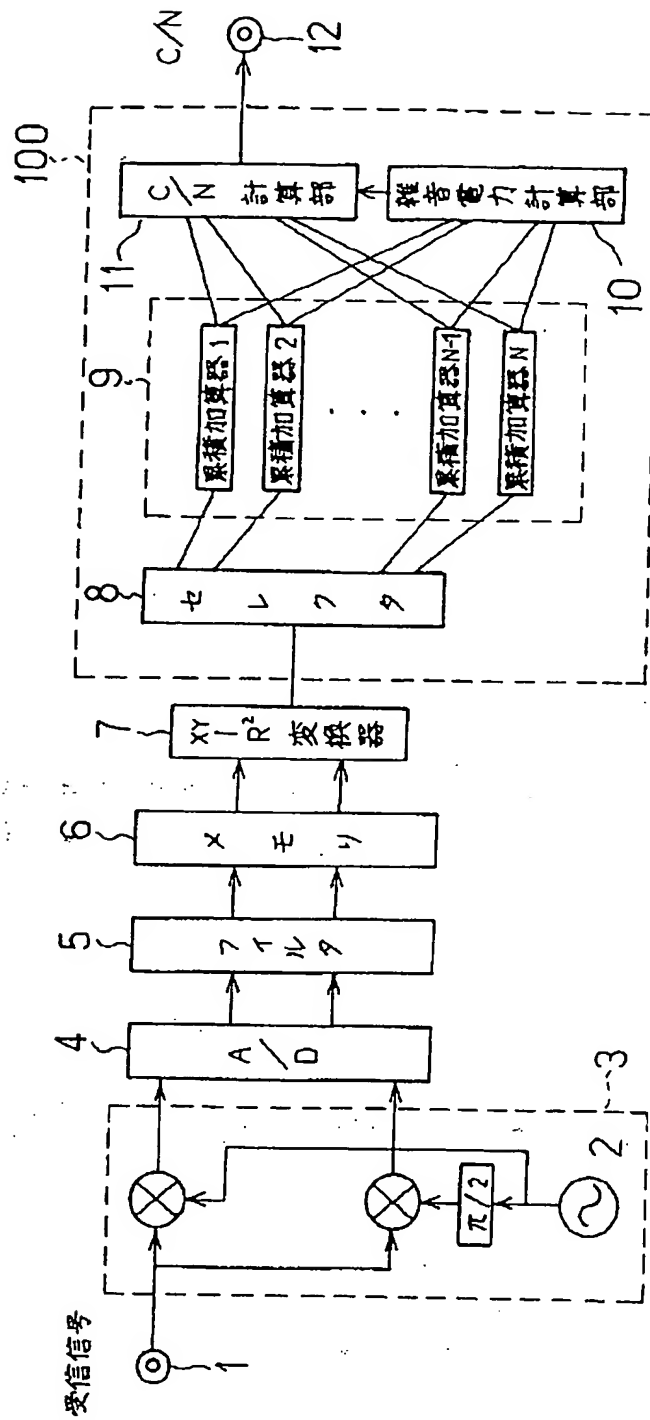 受信信号
1
2
3
π/2
4
A/D
5
フィルタ
6
メモリ
7
XY-R²変換器
100
8
セレクタ
9
累積加算器1
累積加算器2
・・・
累積加算器N-1
累積加算器N
10
雑音電力計算部
11
C/N計算部
12
C/N